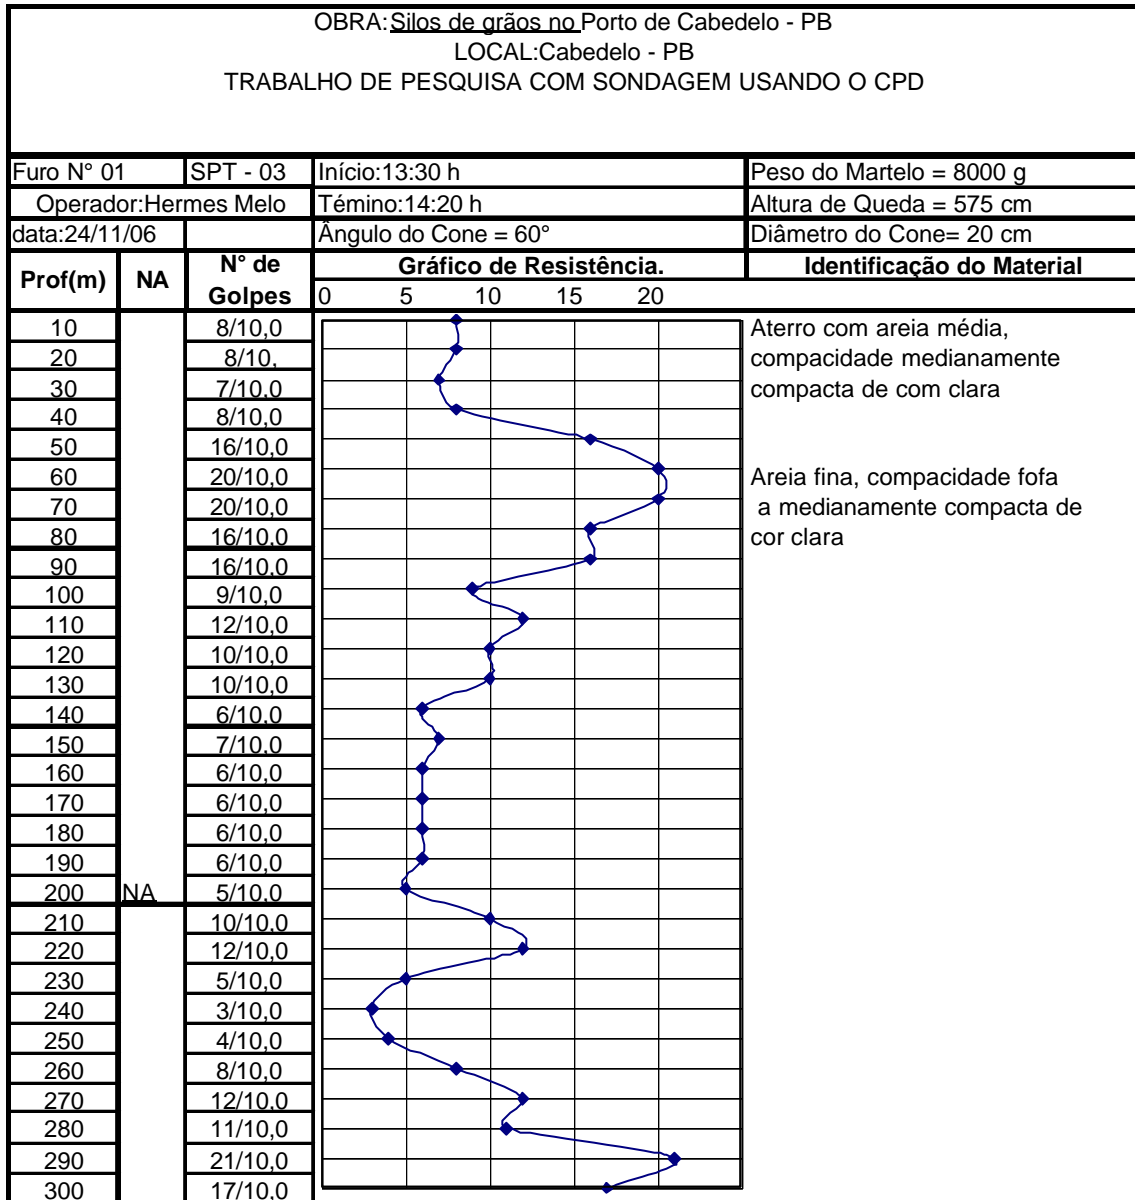 OBRA:Silos de grãos no Porto de Cabedelo - PB
LOCAL:Cabedelo - PB
TRABALHO DE PESQUISA COM SONDAGEM USANDO O CPD
Furo N° 01 SPT - 03 Início:13:30 h Peso do Martelo = 8000 g
Operador:Hermes Melo Témino:14:20 h Altura de Queda = 575 cm
data:24/11/06 Ângulo do Cone = 60° Diâmetro do Cone= 20 cm
Prof(m) NA N° de Golpes Gráfico de Resistência. Identificação do Material
0 5 10 15 20
10 8/10,0 Aterro com areia média,
20 8/10, compacidade medianamente
30 7/10,0 compacta de com clara
40 8/10,0
50 16/10,0
60 20/10,0 Areia fina, compacidade fofa
70 20/10,0 a medianamente compacta de
80 16/10,0 cor clara
90 16/10,0
100 9/10,0
110 12/10,0
120 10/10,0
130 10/10,0
140 6/10,0
150 7/10,0
160 6/10,0
170 6/10,0
180 6/10,0
190 6/10,0
200 NA 5/10,0
210 10/10,0
220 12/10,0
230 5/10,0
240 3/10,0
250 4/10,0
260 8/10,0
270 12/10,0
280 11/10,0
290 21/10,0
300 17/10,0